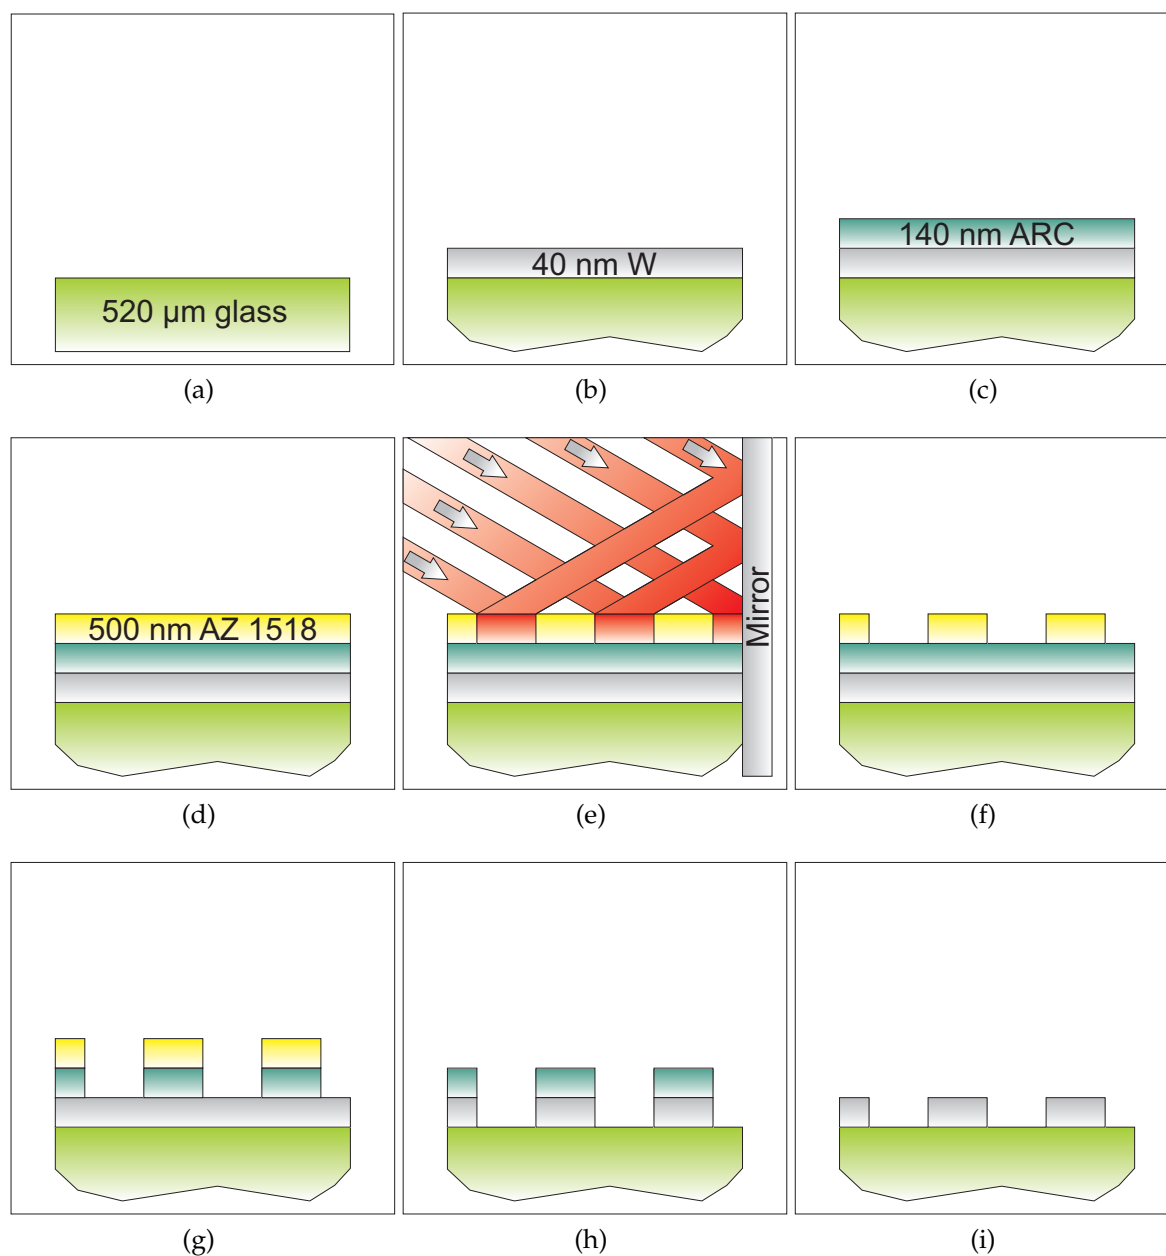 520 µm glass
(a)
40 nm W
(b)
140 nm ARC
(c)
500 nm AZ 1518
(d)
Mirror
(e)
(f)
(g)
(h)
(i)